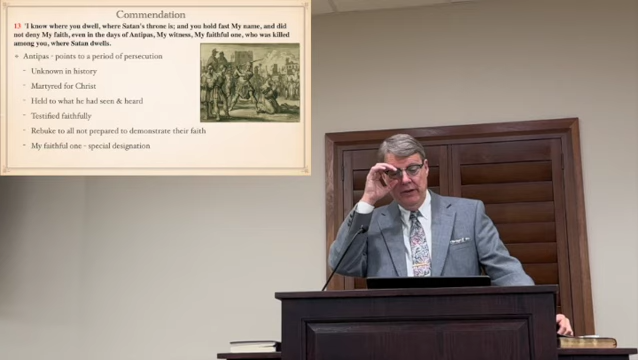 Commendation
13 'I know where you dwell, where Satan's throne is; and you hold fast My name, and did
not deny My faith, even in the days of Antipas, My witness, My faithful one, who was killed
among you, where Satan dwells.
Antipas - points to a period of persecution
- Unknown in history
- Martyred for Christ
- Held to what he had seen & heard
- Testified faithfully
- Rebuke to all not prepared to demonstrate their faith
- My faithful one - special designation